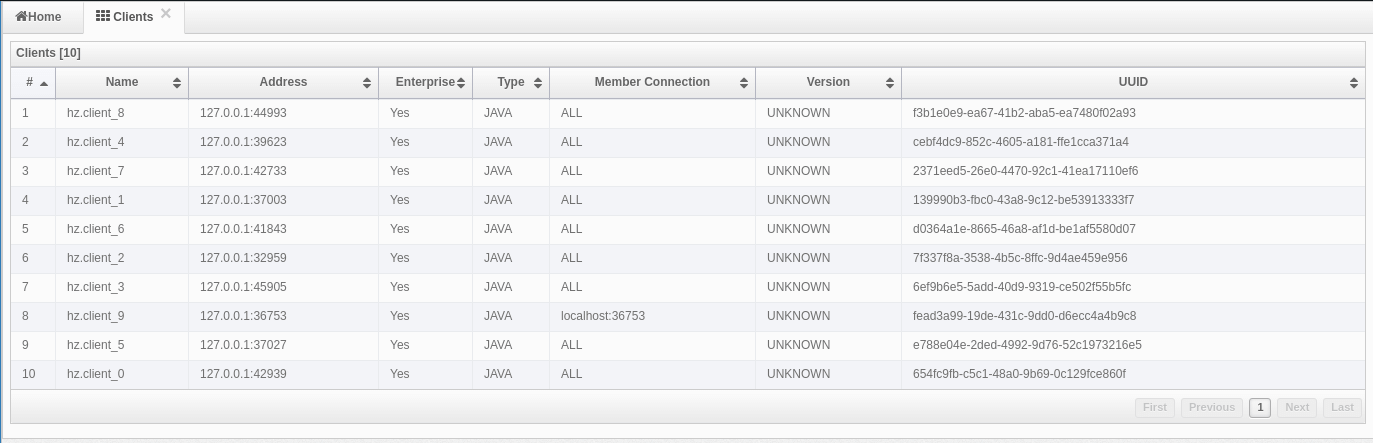 Home Clients
Clients [10]
# Name Address Enterprise Type Member Connection Version UUID
1 hz.client_8 127.0.0.1:44993 Yes JAVA ALL UNKNOWN f3b1e0e9-ea67-41b2-aba5-ea7480f02a93
2 hz.client_4 127.0.0.1:39623 Yes JAVA ALL UNKNOWN cebf4dc9-852c-4605-a181-ffe1cca371a4
3 hz.client_7 127.0.0.1:42733 Yes JAVA ALL UNKNOWN 2371eed5-26e0-4470-92c1-41ea17110ef6
4 hz.client_1 127.0.0.1:37003 Yes JAVA ALL UNKNOWN 139990b3-fbc0-43a8-9c12-be53913333f7
5 hz.client_6 127.0.0.1:41843 Yes JAVA ALL UNKNOWN d0364a1e-8665-46a8-af1d-be1af5580d07
6 hz.client_2 127.0.0.1:32959 Yes JAVA ALL UNKNOWN 7f337f8a-3538-4b5c-8ffc-9d4ae459e956
7 hz.client_3 127.0.0.1:45905 Yes JAVA ALL UNKNOWN 6ef9b6e5-5add-40d9-9319-ce502f55b5fc
8 hz.client_9 127.0.0.1:36753 Yes JAVA localhost:36753 UNKNOWN fead3a99-19de-431c-9dd0-d6ecc4a4b9c8
9 hz.client_5 127.0.0.1:37027 Yes JAVA ALL UNKNOWN e788e04e-2ded-4992-9d76-52c1973216e5
10 hz.client_0 127.0.0.1:42939 Yes JAVA ALL UNKNOWN 654fc9fb-c5c1-48a0-9b69-0c129fce860f
First Previous 1 Next Last